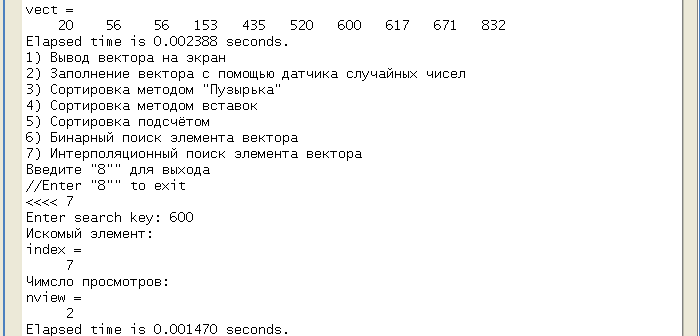 vect =
20 56 56 153 435 520 600 617 671 832
Elapsed time is 0.002388 seconds.
1) Вывод вектора на экран
2) Заполнение вектора с помощью датчика случайных чисел
3) Сортировка методом "Пузырька"
4) Сортировка методом вставок
5) Сортировка подсчётом
6) Бинарный поиск элемента вектора
7) Интерполяционный поиск элемента вектора
Введите "8"" для выхода
//Enter "8"" to exit
<<<< 7
Enter search key: 600
Искомый элемент:
index =
7
Чимсло просмотров:
nview =
2
Elapsed time is 0.001470 seconds.